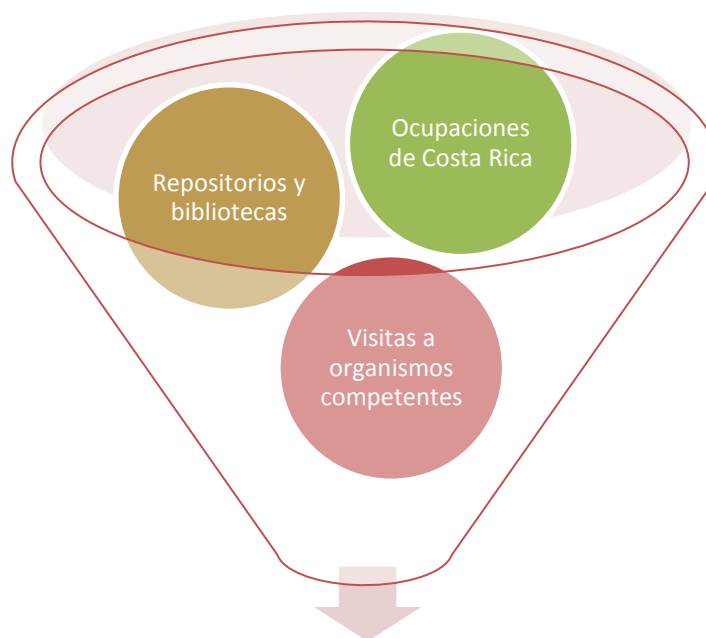 Ocupaciones
de Costa Rica
Repositorios y
bibliotecas
Visitas a
organismos
competentes